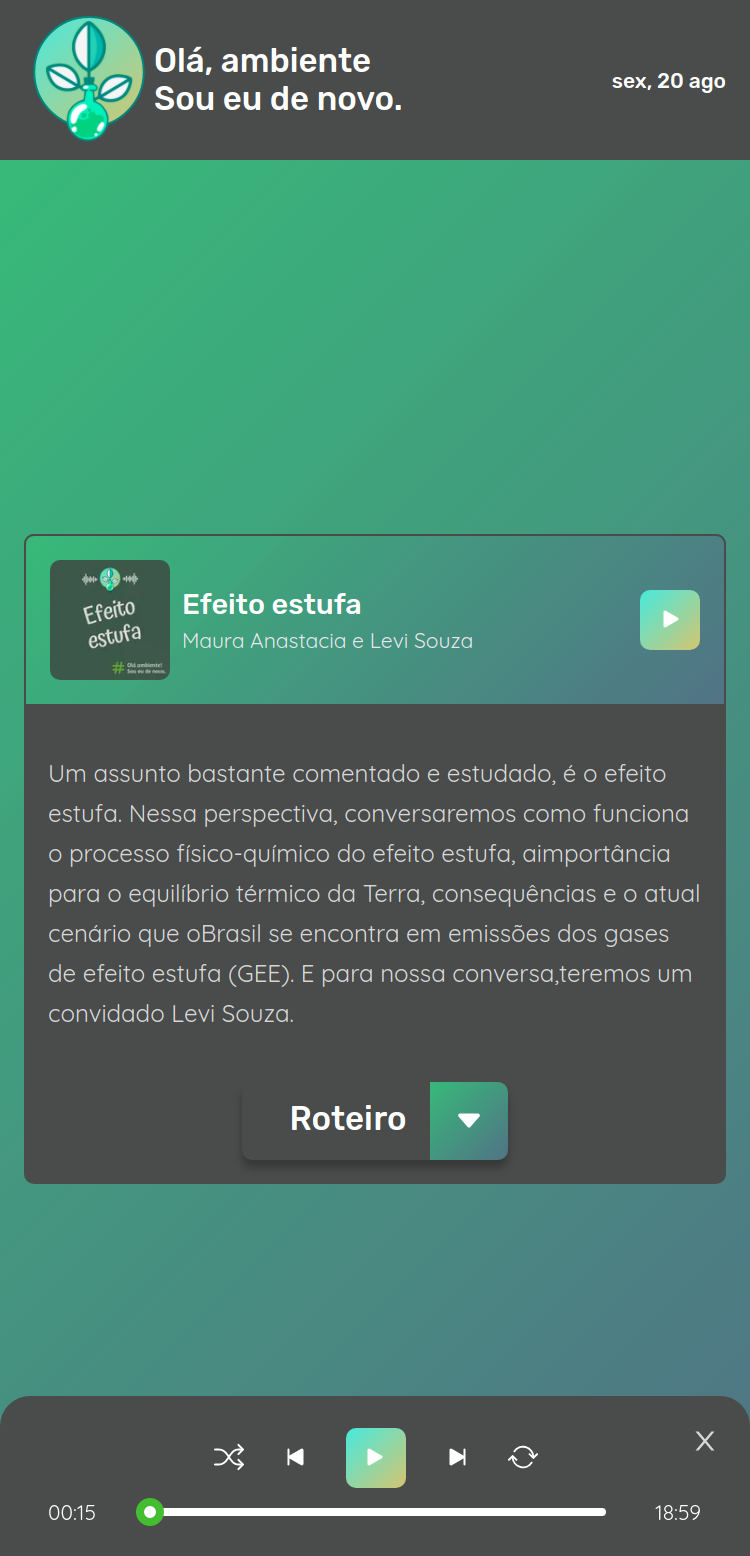 Olá, ambiente
Sou eu de novo.
sex, 20 ago
Efeito
estufa
# Olá ambiente!
Sou eu de novo.
Efeito estufa
Maura Anastacia e Levi Souza
Um assunto bastante comentado e estudado, é o efeito
estufa. Nessa perspectiva, conversaremos como funciona
o processo físico-químico do efeito estufa, aimportância
para o equilíbrio térmico da Terra, consequências e o atual
cenário que oBrasil se encontra em emissões dos gases
de efeito estufa (GEE). E para nossa conversa,teremos um
convidado Levi Souza.
Roteiro
X
00:15
18:59